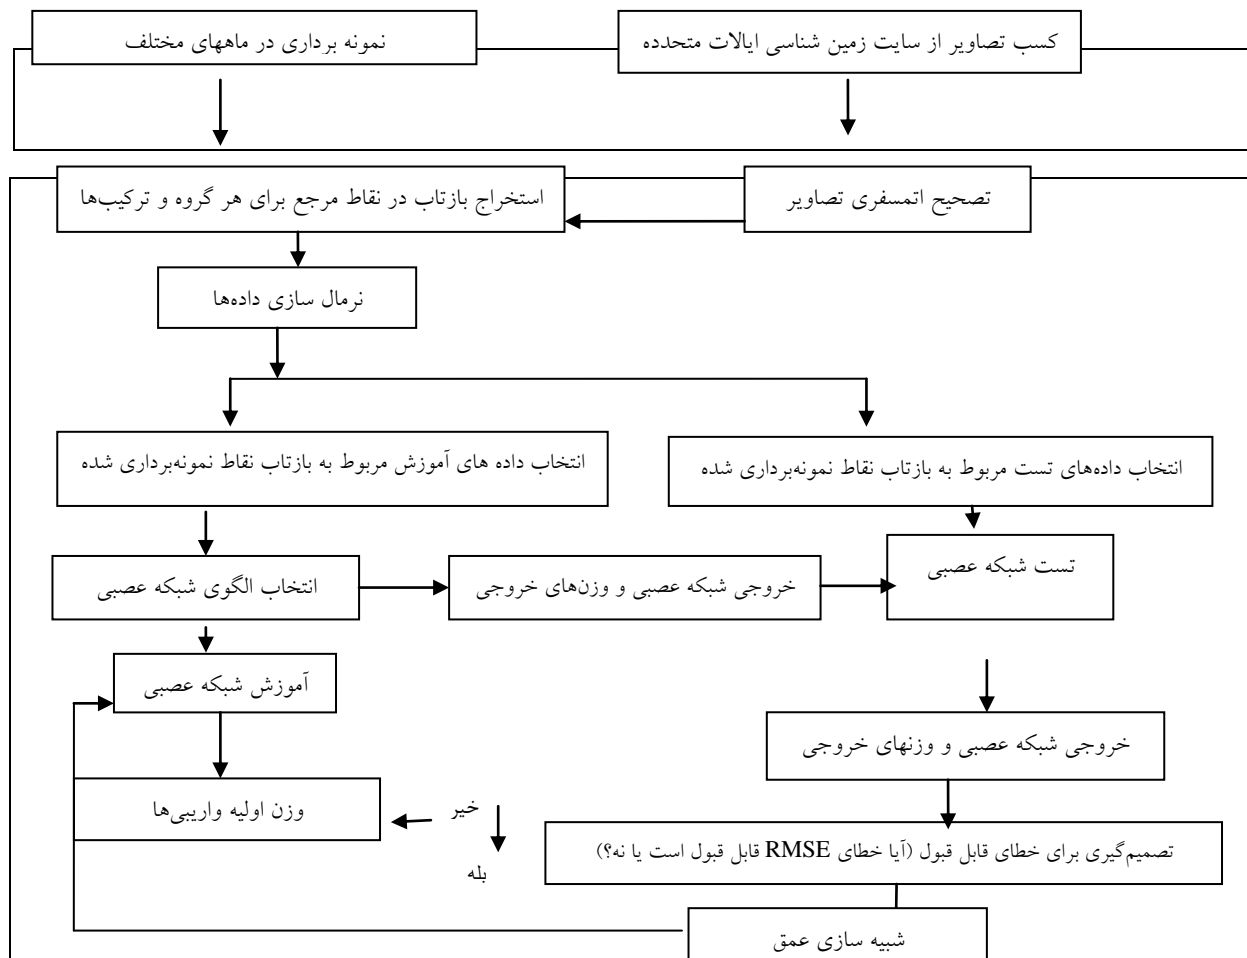 کسب تصاویر از سایت زمین شناسی ایالات متحدده
نمونه برداری در ماههای مختلف
تصحیح اتمسفری تصاویر
استخراج بازتاب در نقاط مرجع برای هر گروه و ترکیب‌ها
نرمال سازی داده‌ها
انتخاب داده‌های تست مربوط به بازتاب نقاط نمونه‌برداری شده
انتخاب داده های آموزش مربوط به بازتاب نقاط نمونه‌برداری شده
تست شبکه عصبی
خروجی شبکه عصبی و وزن‌های خروجی
انتخاب الگوی شبکه عصبی
آموزش شبکه عصبی
خروجی شبکه عصبی و وزنهای خروجی
وزن اولیه واریبی‌ها
خیر
بله
تصمیم‌گیری برای خطای قابل قبول (آیا خطای RMSE قابل قبول است یا نه؟)
شبیه سازی عمق